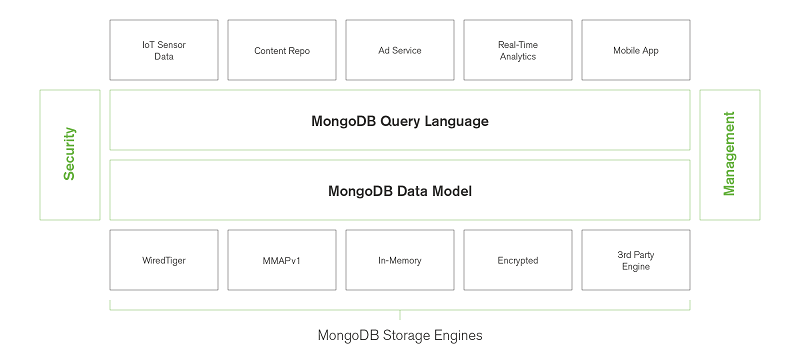 IoT Sensor
Data
Content Repo
Ad Service
Real-Time
Analytics
Mobile App
Security
MongoDB Query Language
Management
MongoDB Data Model
WiredTiger
MMAPv1
In-Memory
Encrypted
3rd Party
Engine
MongoDB Storage Engines